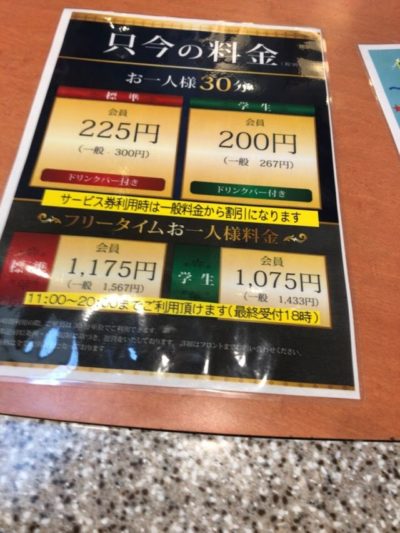 只今の料金
お一人様30分
標準
学生
会員
225円
(一般 300円)
ドリンクバー付き
会員
200円
(一般 267円)
ドリンクバー付き
サービス券利用時は一般料金から割引になります
フリータイムお一人様料金
標準
会員
1,175円
(一般 1,567円)
学生
会員
1,075円
(一般 1,433円)
11:00~20:00までご利用頂けます(最終受付18時)